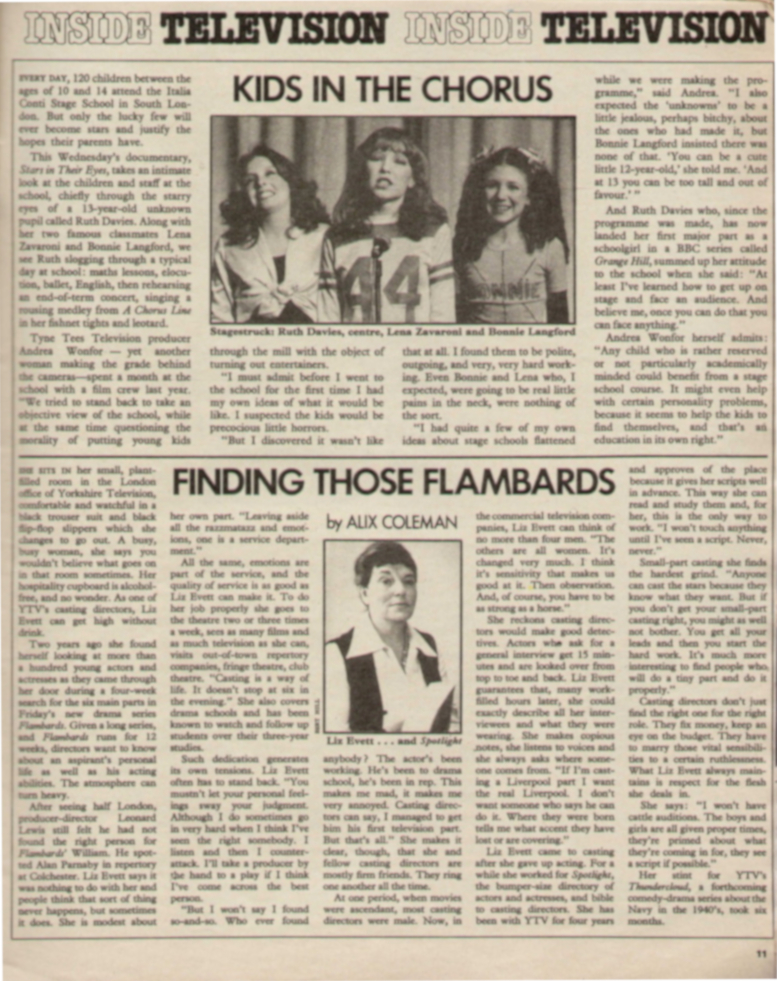 INSIDE TELEVISION INSIDE TELEVISION
KIDS IN THE CHORUS
EVERY DAY, 120 children between the
ages of 10 and 14 attend the Italia
Conti Stage School in South Lon-
don. But only the lucky few will
ever become stars and justify the
hopes their parents have.
This Wednesday's documentary,
Stars in Their Eyes, takes an intimate
look at the children and staff at the
school, chiefly through the starry
eyes of a 13-year-old unknown
pupil called Ruth Davies. Along with
her two famous classmates Lena
Zavaroni and Bonnie Langford, we
see Ruth slogging through a typical
day at school: maths lessons, elocu-
tion, ballet, English, then rehearsing
an end-of-term concert, singing a
rousing medley from A Chorus Line
in her fishnet tights and leotard.
Tyne Tees Television producer
Andrea Wonfor — yet another
woman making the grade behind
the cameras—spent a month at the
school with a film crew last year.
"We tried to stand back to take an
objective view of the school, while
at the same time questioning the
morality of putting young kids
44
BONNIE
Stagestruck: Ruth Davies, centre, Lena Zavaroni and Bonnie Langford
through the mill with the object of
turning out entertainers.
"I must admit before I went to
the school for the first time I had
my own ideas of what it would be
like. I suspected the kids would be
precocious little horrors.
"But I discovered it wasn't like
that at all. I found them to be polite,
outgoing, and very, very hard work-
ing. Even Bonnie and Lena who, I
expected, were going to be real little
pains in the neck, were nothing of
the sort.
"I had quite a few of my own
ideas about stage schools flattened
while we were making the pro-
gramme," said Andrea. "I also
expected the 'unknowns' to be a
little jealous, perhaps bitchy, about
the ones who had made it, but
Bonnie Langford insisted there was
none of that. 'You can be a cute
little 12-year-old,' she told me. 'And
at 13 you can be too tall and out of
favour.' "
And Ruth Davies who, since the
programme was made, has now
landed her first major part as a
schoolgirl in a BBC series called
Grange Hill, summed up her attitude
to the school when she said: "At
least I've learned how to get up on
stage and face an audience. And
believe me, once you can do that you
can face anything."
Andrea Wonfor herself admits:
"Any child who is rather reserved
or not particularly academically
minded could benefit from a stage
school course. It might even help
with certain personality problems,
because it seems to help the kids to
find themselves, and that's an
education in its own right."
FINDING THOSE FLAMBARDS
by ALIX COLEMAN
SHE SITS IN her small, plant-
filled room in the London
office of Yorkshire Television,
comfortable and watchful in a
black trouser suit and black
flip-flop slippers which she
changes to go out. A busy,
busy woman, she says you
wouldn't believe what goes on
in that room sometimes. Her
hospitality cupboard is alcohol-
free, and no wonder. As one of
YTV's casting directors, Liz
Evett can get high without
drink.
Two years ago she found
herself looking at more than
a hundred young actors and
actresses as they came through
her door during a four-week
search for the six main parts in
Friday's new drama series
Flambards. Given a long series,
and Flambards runs for 12
weeks, directors want to know
about an aspirant's personal
life as well as his acting
abilities. The atmosphere can
turn heavy.
After seeing half London,
producer-director Leonard
Lewis still felt he had not
found the right person for
Flambards' William. He spot-
ted Alan Parnaby in repertory
at Colchester. Liz Evett says it
was nothing to do with her and
people think that sort of thing
never happens, but sometimes
it does. She is modest about
her own part. "Leaving aside
all the razzmatazz and emot-
ions, one is a service depart-
ment."
All the same, emotions are
part of the service, and the
quality of service is as good as
Liz Evett can make it. To do
her job properly she goes to
the theatre two or three times
a week, sees as many films and
as much television as she can,
visits out-of-town repertory
companies, fringe theatre, club
theatre. "Casting is a way of
life. It doesn't stop at six in
the evening." She also covers
drama schools and has been
known to watch and follow up
students over their three-year
studies.
Such dedication generates
its own tensions. Liz Evett
often has to stand back. "You
mustn't let your personal feel-
ings sway your judgment.
Although I do sometimes go
in very hard when I think I've
seen the right somebody. I
listen and then I counter-
attack. I'll take a producer by
the hand to a play if I think
I've come across the best
person.
"But I won't say I found
so-and-so. Who ever found
Liz Evett . . . and Spotlight
anybody? The actor's been
working. He's been to drama
school, he's been in rep. This
makes me mad, it makes me
very annoyed. Casting direc-
tors can say, I managed to get
him his first television part.
But that's all." She makes it
clear, though, that she and
fellow casting directors are
mostly firm friends. They ring
one another all the time.
At one period, when movies
were ascendant, most casting
directors were male. Now, in
the commercial television com-
panies, Liz Evett can think of
no more than four men. "The
others are all women. It's
changed very much. I think
it's sensitivity that makes us
good at it. Then observation.
And, of course, you have to be
as strong as a horse."
She reckons casting direc-
tors would make good detec-
tives. Actors who ask for a
general interview get 15 min-
utes and are looked over from
top to toe and back. Liz Evett
guarantees that, many work-
filled hours later, she could
exactly describe all her inter-
viewees and what they were
wearing. She makes copious
notes, she listens to voices and
she always asks where some-
one comes from. "If I'm cast-
ing a Liverpool part I want
the real Liverpool. I don't
want someone who says he can
do it. Where they were born
tells me what accent they have
lost or are covering."
Liz Evett came to casting
after she gave up acting. For a
while she worked for Spotlight,
the bumper-size directory of
actors and actresses, and bible
to casting directors. She has
been with YTV for four years
and approves of the place
because it gives her scripts well
in advance. This way she can
read and study them and, for
her, this is the only way to
work. "I won't touch anything
until I've seen a script. Never,
never."
Small-part casting she finds
the hardest grind. "Anyone
can cast the stars because they
know what they want. But if
you don't get your small-part
casting right, you might as well
not bother. You get all your
leads and then you start the
hard work. It's much more
interesting to find people who
will do a tiny part and do it
properly."
Casting directors don't just
find the right one for the right
role. They fix money, keep an
eye on the budget. They have
to marry those vital sensibili-
ties to a certain ruthlessness.
What Liz Evett always main-
tains is respect for the flesh
she deals in.
She says: "I won't have
cattle auditions. The boys and
girls are all given proper times,
they're primed about what
they're coming in for, they see
a script if possible."
Her stint for YTV's
Thundercloud, a forthcoming
comedy-drama series about the
Navy in the 1940's, took six
months.
11